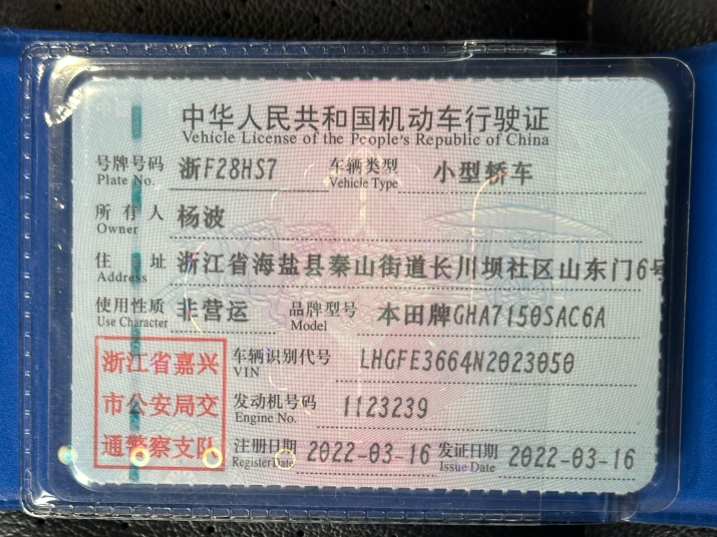 中华人民共和国机动车行驶证
Vehicle License of the People's Republic of China
号牌号码 浙F28HS7 车辆类型 小型轿车
Plate No. Vehicle Type
所有人 杨波
Owner
住址 浙江省海盐县秦山街道长川坝社区山东门6号
Address
使用性质 非营运 品牌型号 本田牌GHA7150SAC6A
Use Character Model
浙江省嘉兴 车辆识别代号 LHGFE3664N2023050
VIN
市公安局交 发动机号码 1123239
Engine No.
通警察支队 注册日期 2022-03-16 发证日期 2022-03-16
Register Date Issue Date